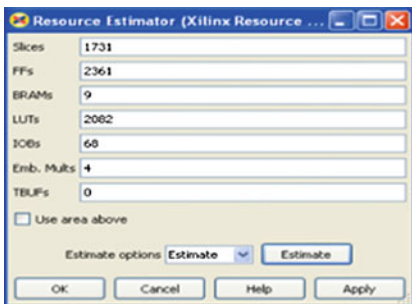 Resource Estimator (Xilinx Resource ...
Slices 1731
FFs 2361
BRAMs 9
LUTs 2082
IOBs 68
Emb. Mults 4
TBUFs 0
Use area above
Estimate options Estimate Estimate
OK Cancel Help Apply